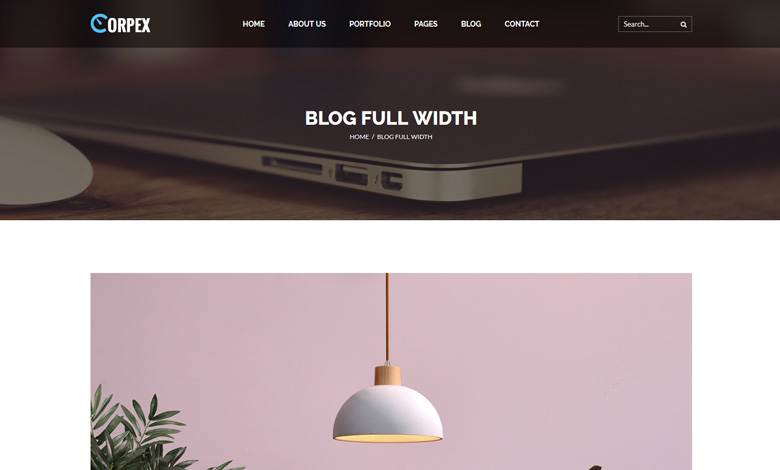 CORPEX
HOME ABOUT US PORTFOLIO PAGES BLOG CONTACT
Search...
BLOG FULL WIDTH
HOME / BLOG FULL WIDTH